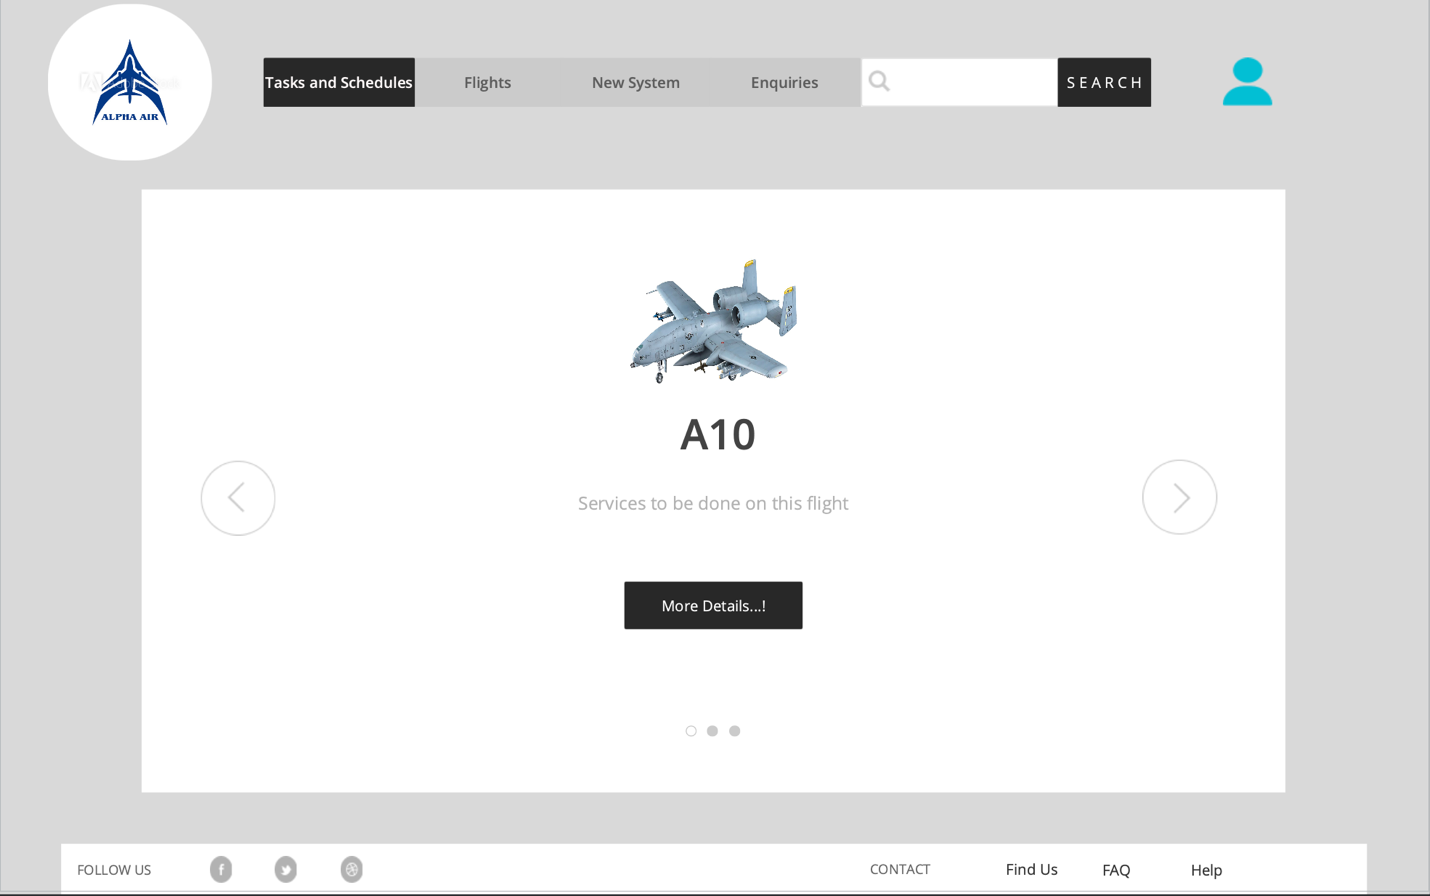 ALPHA AIR
Tasks and Schedules
Flights
New System
Enquiries
SEARCH
A10
Services to be done on this flight
More Details...!
FOLLOW US
CONTACT
Find Us
FAQ
Help